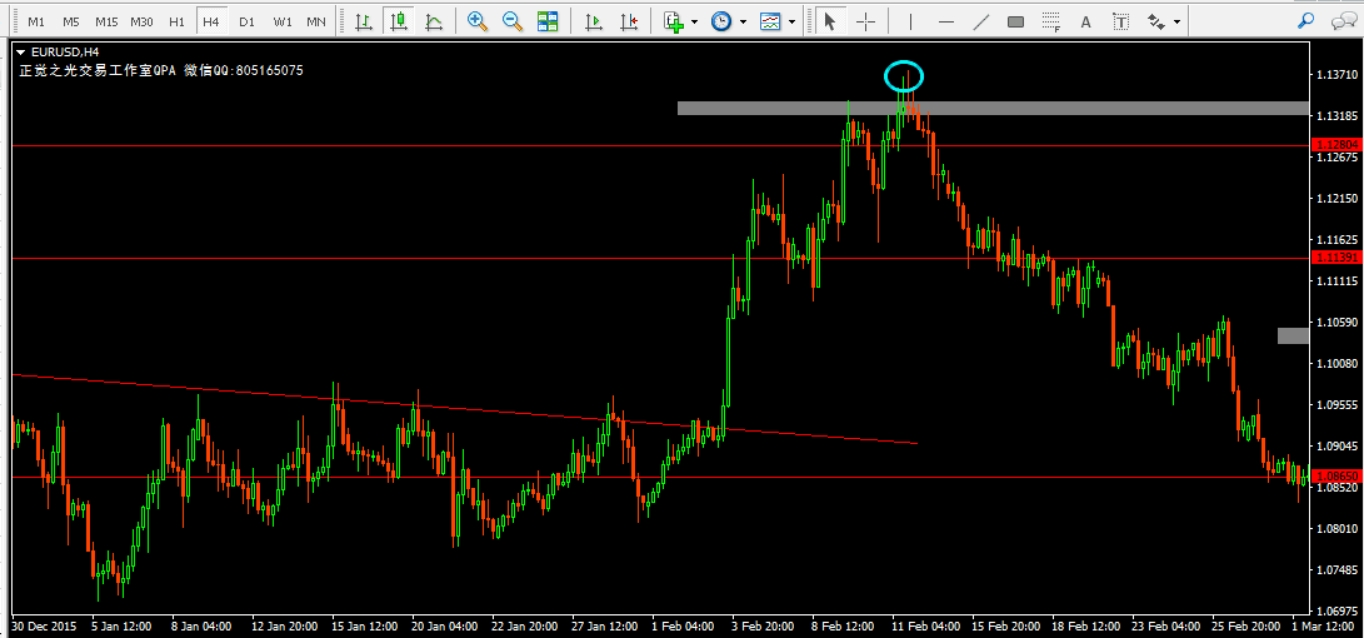 M1 M5 M15 M30 H1 H4 D1 W1 MN
A T
F
EURUSD,H4
正觉之光交易工作室QPA 微信QQ:805165075
1.13710
1.13185
1.12804
1.12675
1.12150
1.11625
1.11391
1.11115
1.10590
1.10080
1.09555
1.09045
1.08650
1.08520
1.08010
1.07485
1.06975
30 Dec 2015 5 Jan 12:00 8 Jan 04:00 12 Jan 20:00 15 Jan 12:00 20 Jan 04:00 22 Jan 20:00 27 Jan 12:00 1 Feb 04:00 3 Feb 20:00 8 Feb 12:00 11 Feb 04:00 15 Feb 20:00 18 Feb 12:00 23 Feb 04:00 25 Feb 20:00 1 Mar 12:00